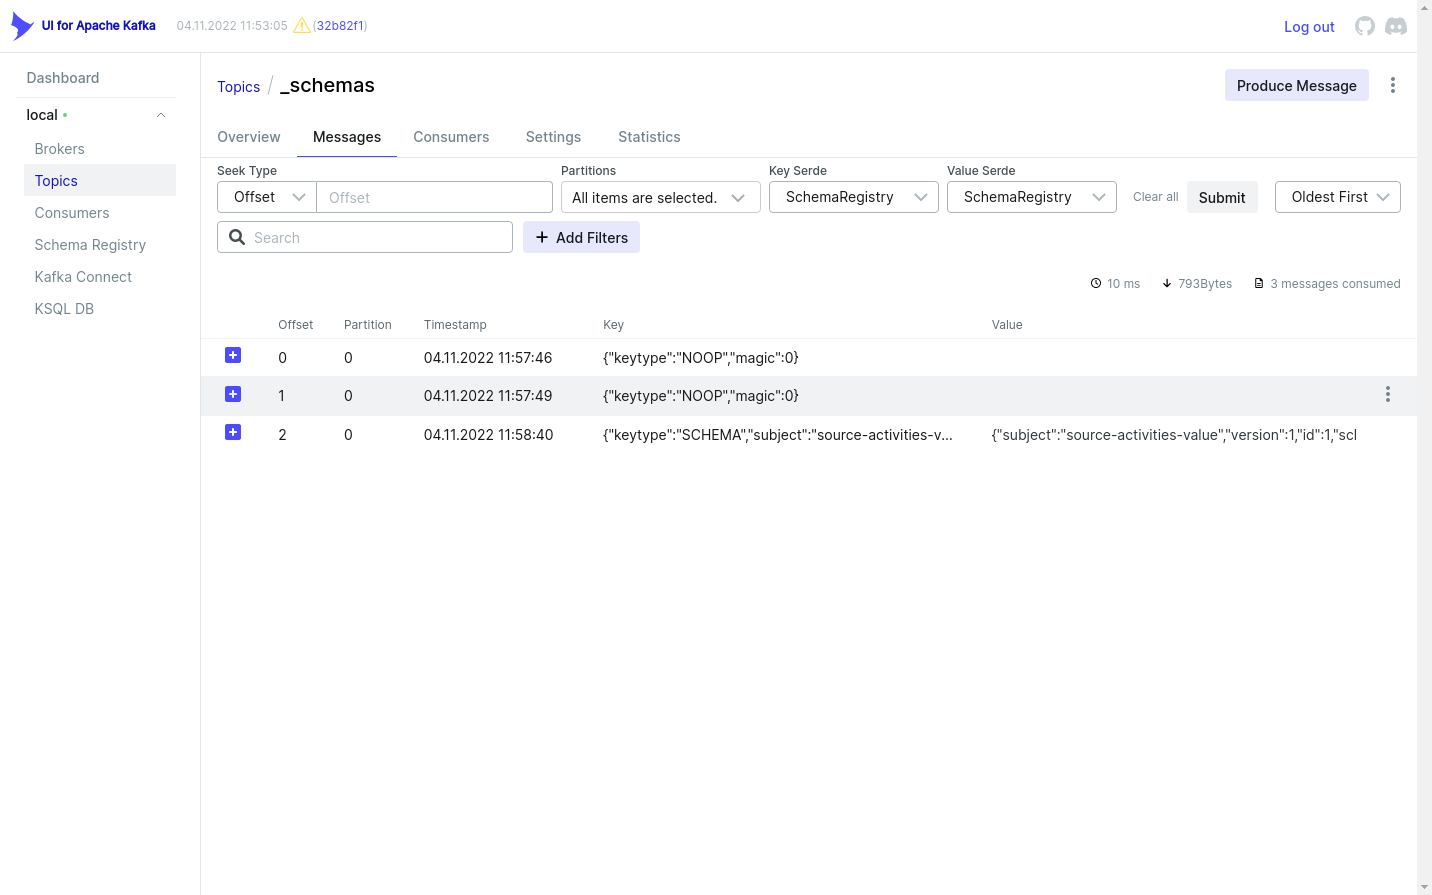 UI for Apache Kafka 04.11.2022 11:53:05 (32b82f1) Log out
Dashboard
local
Brokers
Topics
Consumers
Schema Registry
Kafka Connect
KSQL DB
Topics / _schemas
Produce Message
Overview Messages Consumers Settings Statistics
Seek Type Partitions Key Serde Value Serde
Offset Offset All items are selected. SchemaRegistry SchemaRegistry Clear all Submit Oldest First
Search + Add Filters
10 ms 793Bytes 3 messages consumed
Offset Partition Timestamp Key Value
0 0 04.11.2022 11:57:46 {"keytype":"NOOP","magic":0}
1 0 04.11.2022 11:57:49 {"keytype":"NOOP","magic":0}
2 0 04.11.2022 11:58:40 {"keytype":"SCHEMA","subject":"source-activities-v... {"subject":"source-activities-value","version":1,"id":1,"scl